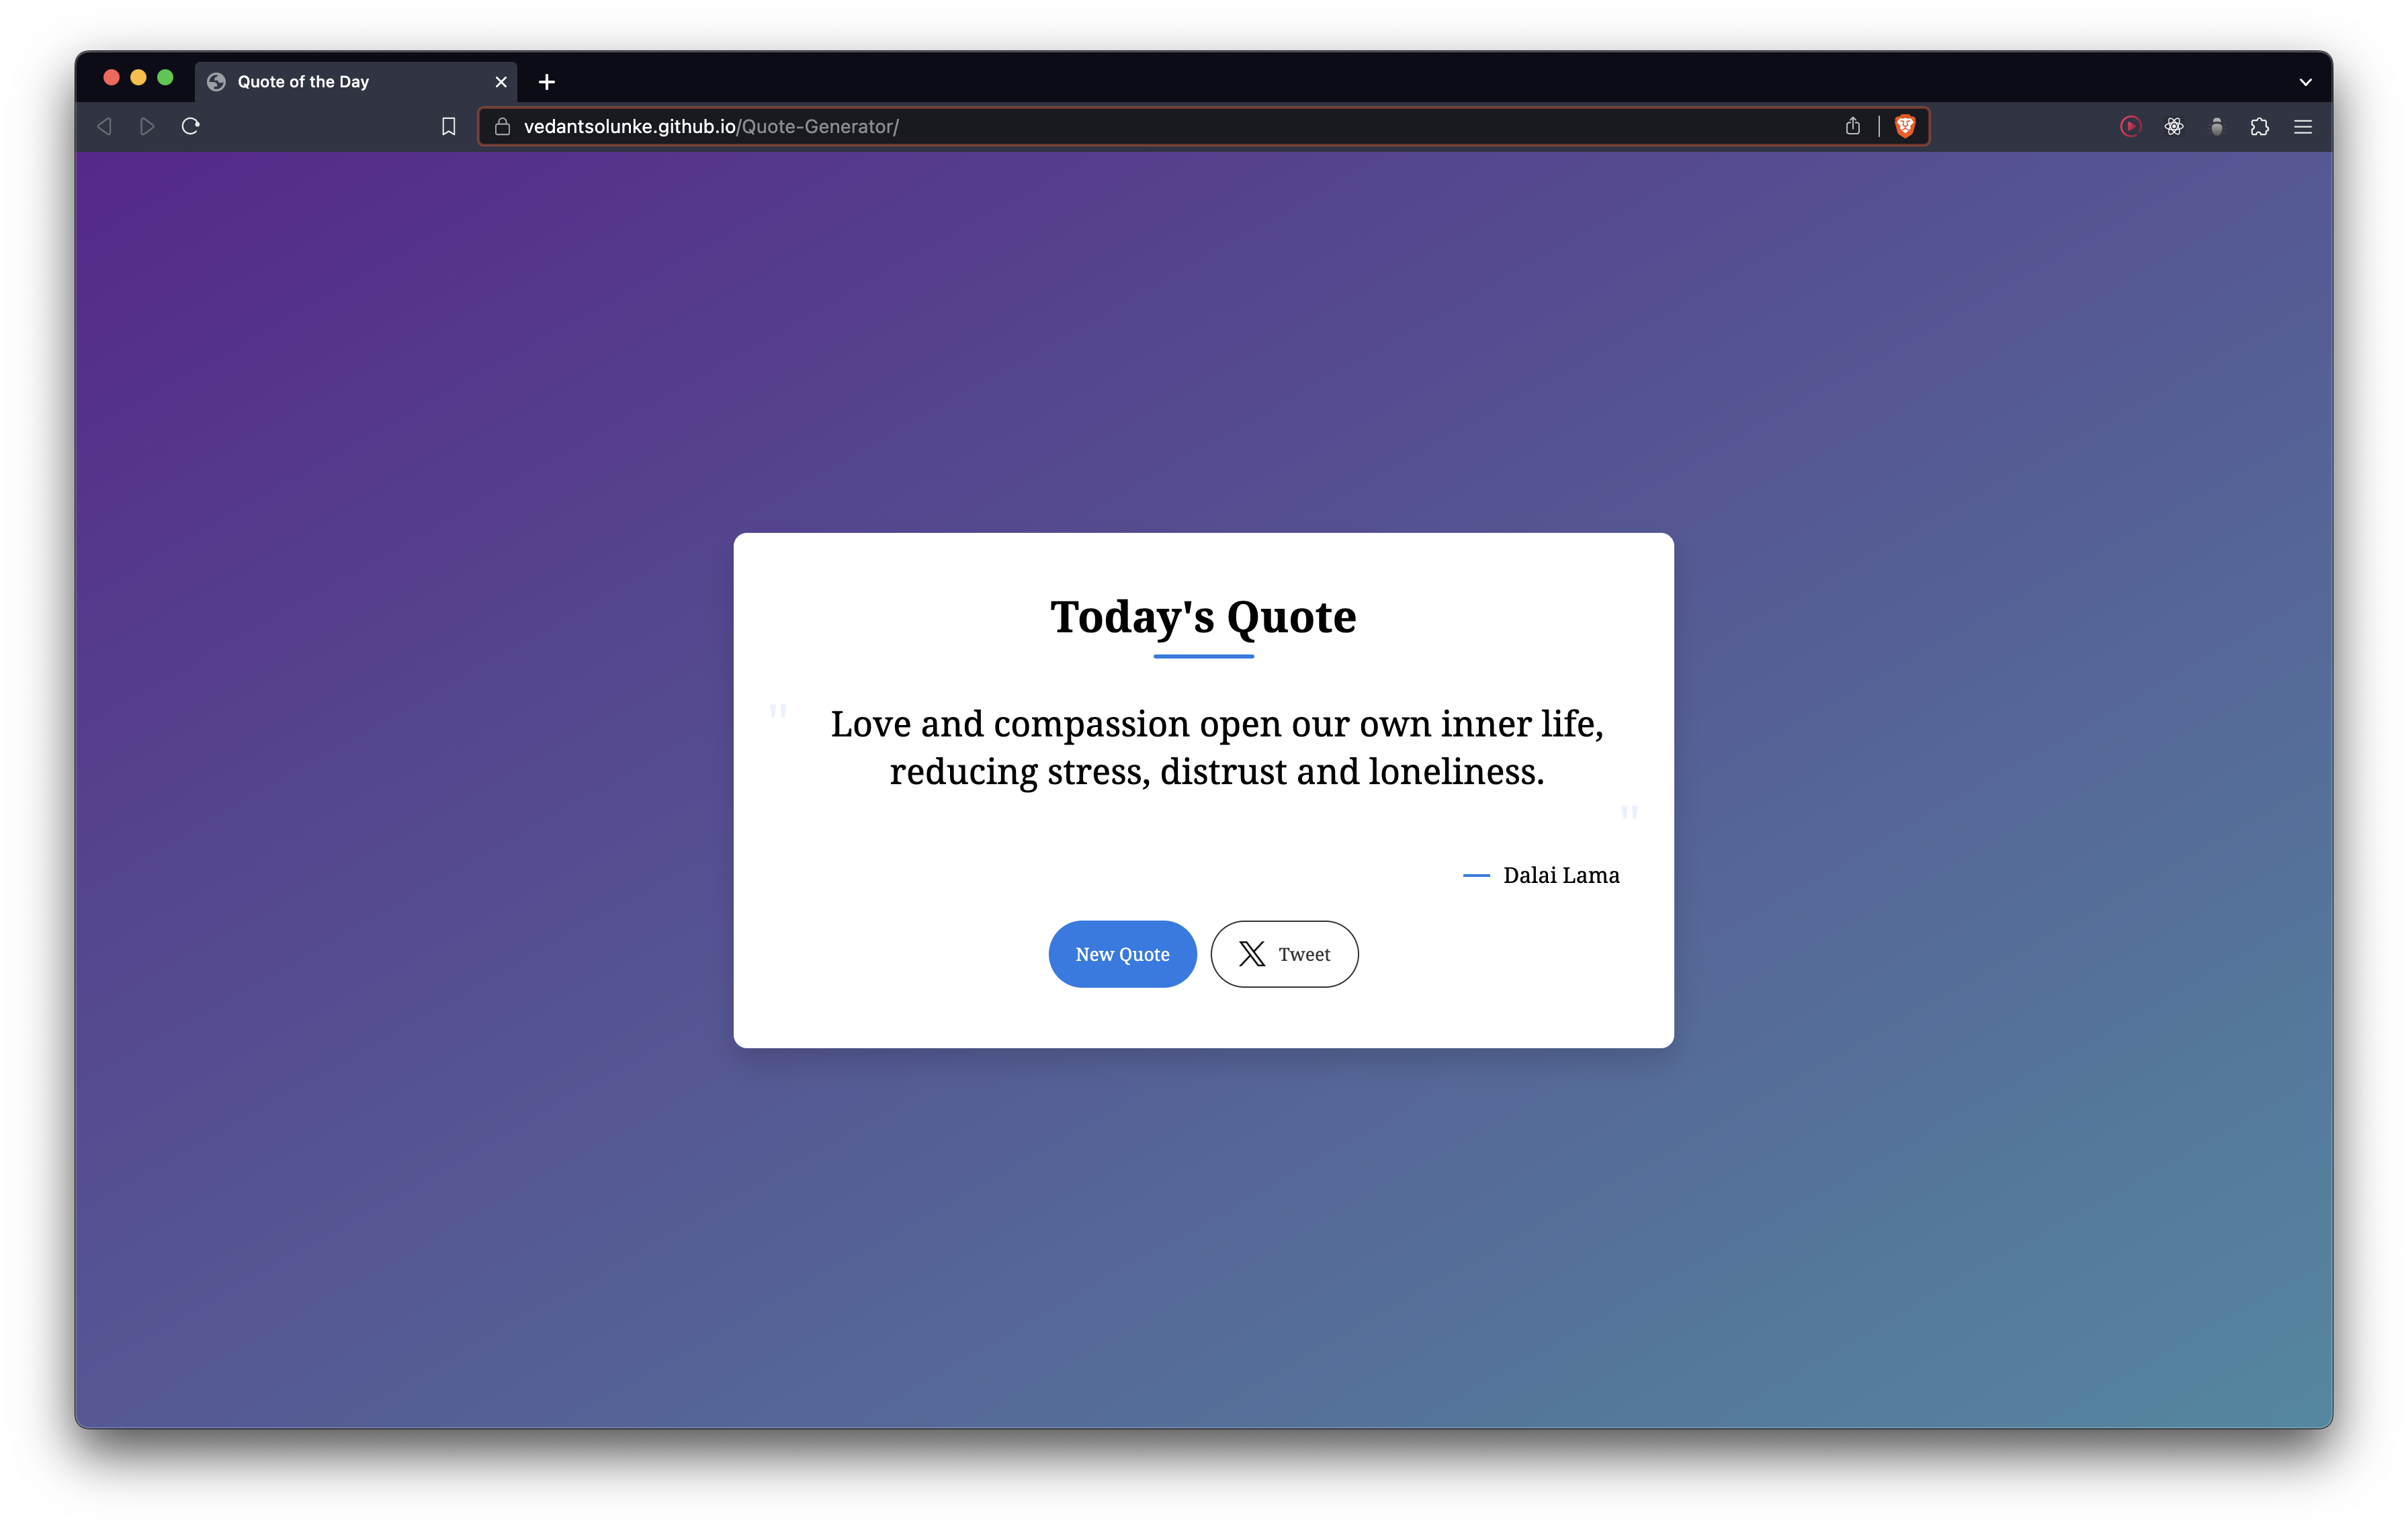 Quote of the Day
vedantsolunke.github.io/Quote-Generator/
Today's Quote
"
Love and compassion open our own inner life,
reducing stress, distrust and loneliness.
"
Dalai Lama
New Quote
Tweet